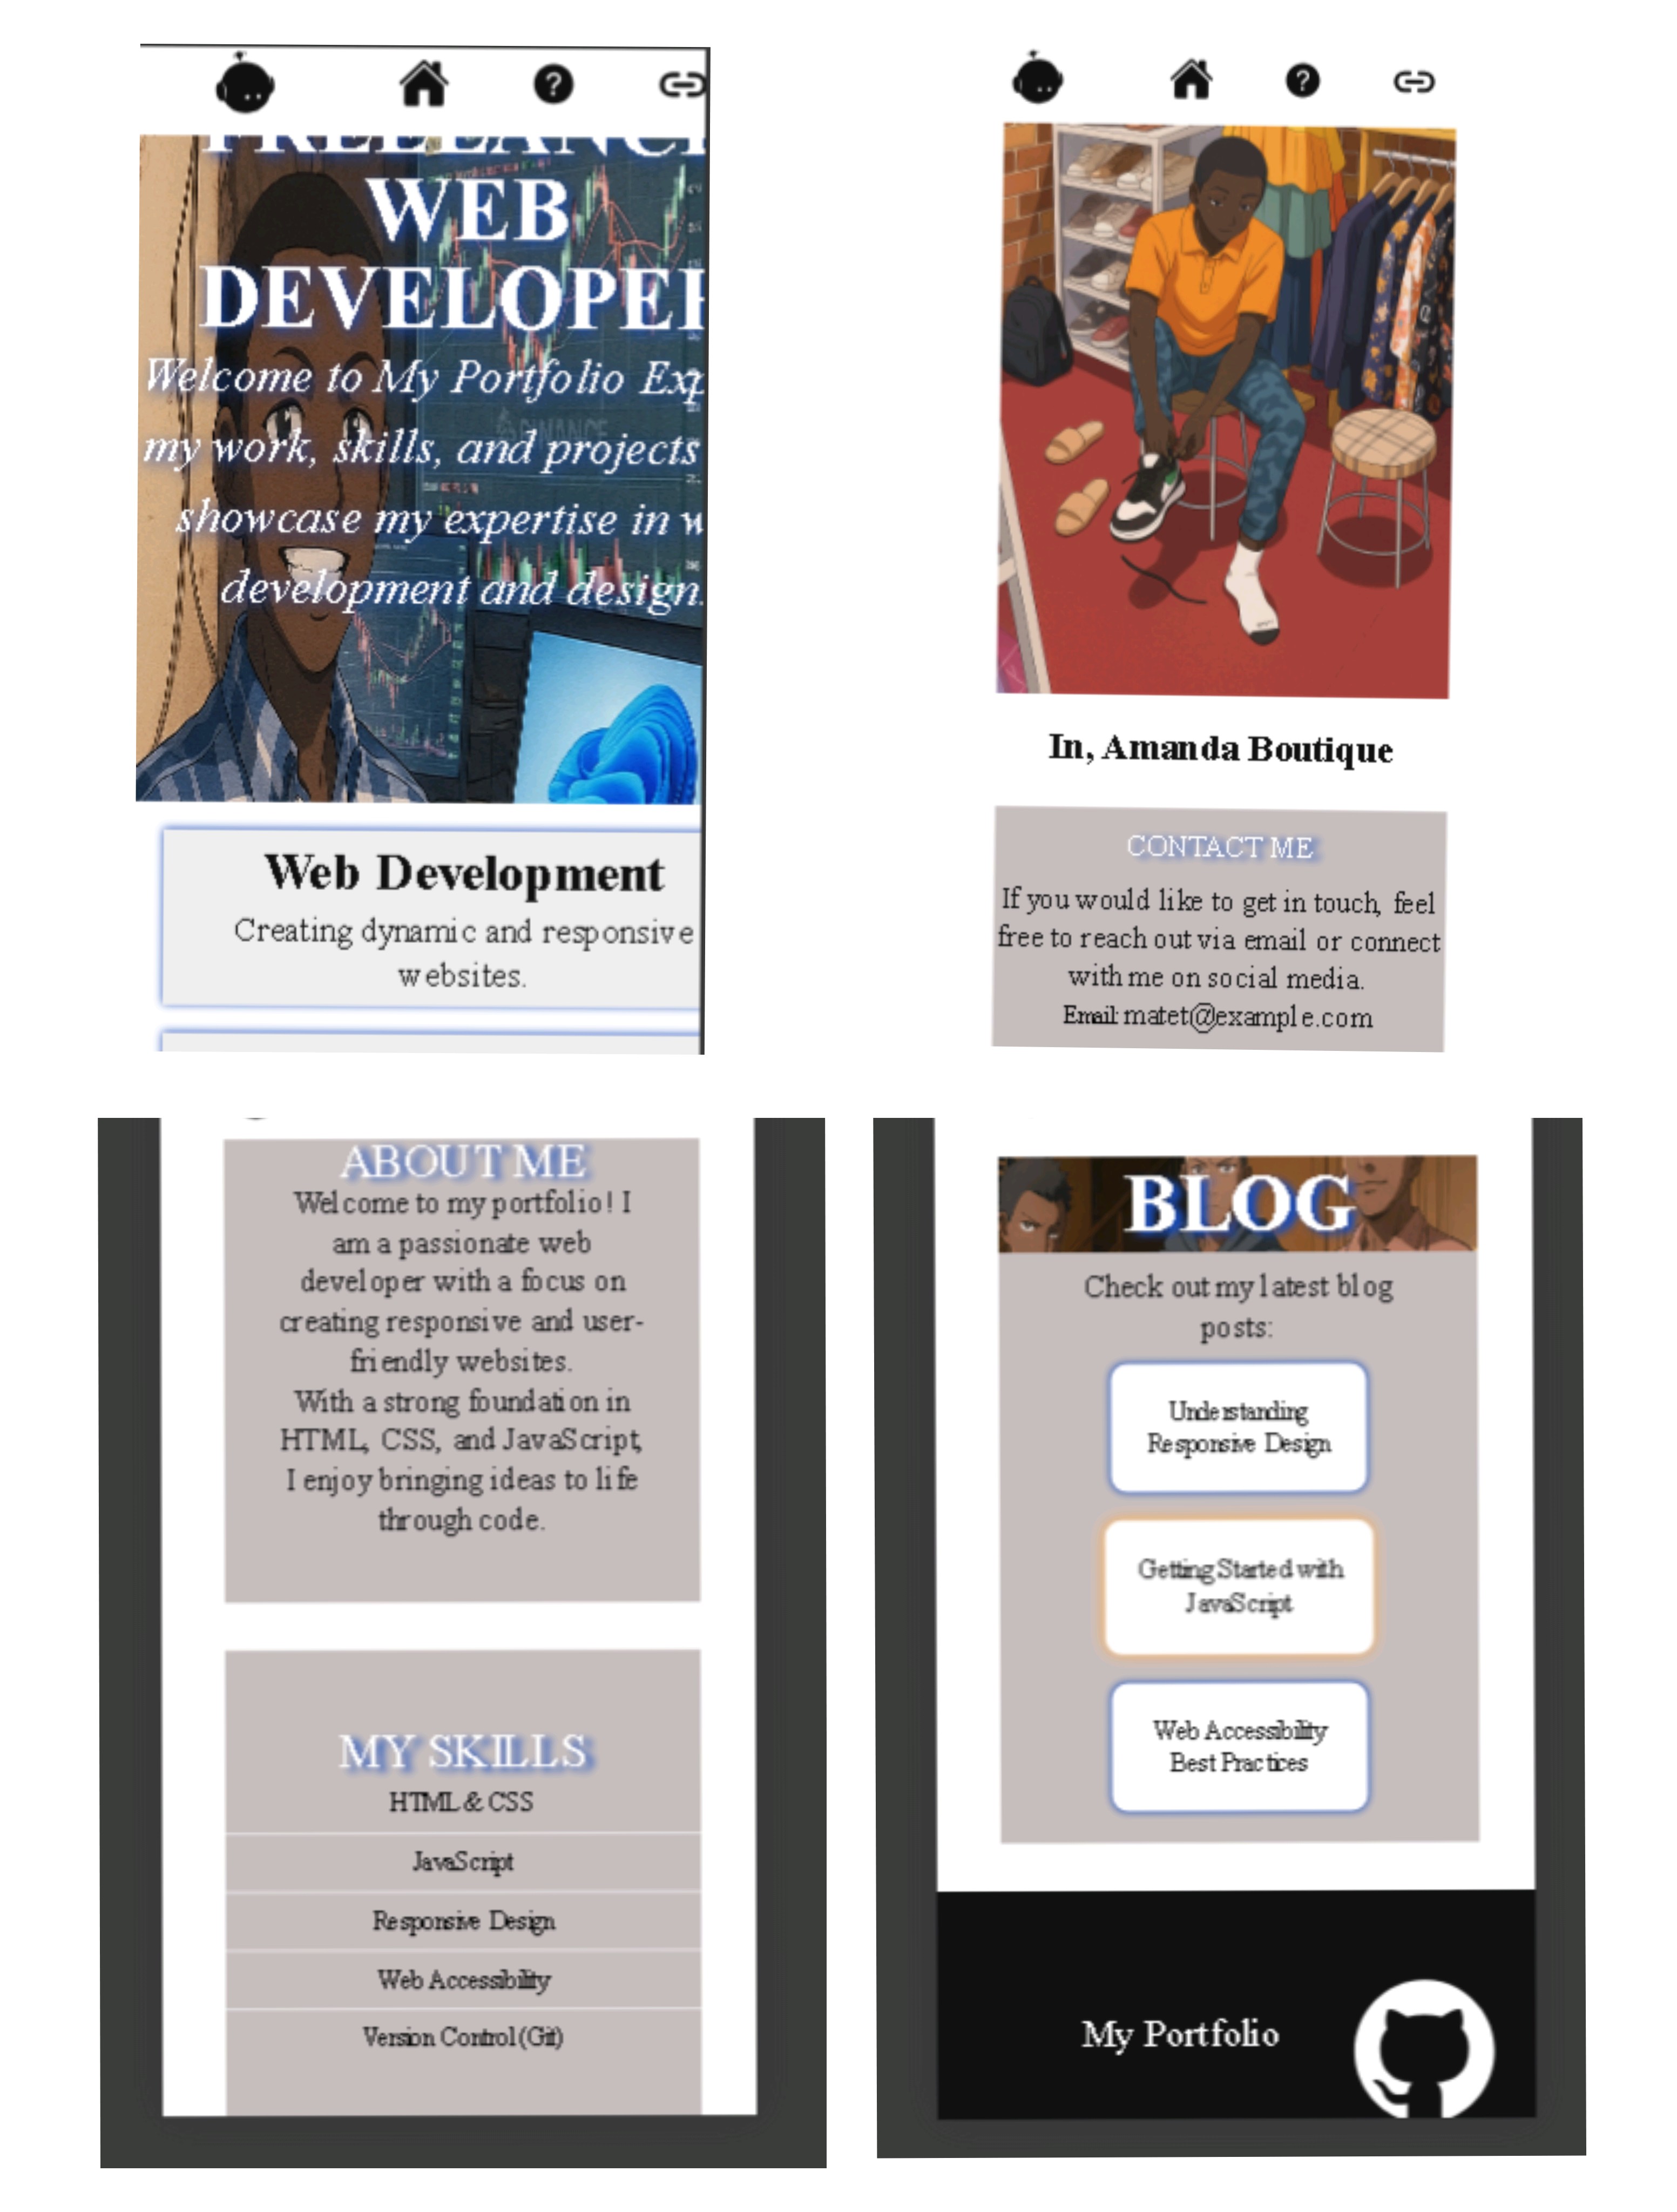 WEB
DEVELOPER
Welcome to My Portfolio Exp
my work, skills, and projects
showcase my expertise in w
development and design.
Web Development
Creating dynamic and responsive
websites.
In, Amanda Boutique
CONTACT ME
If you would like to get in touch, feel
free to reach out via email or connect
with me on social media.
Email: matet@example.com
ABOUT ME
Welcome to my portfolio! I
am a passionate web
developer with a focus on
creating responsive and user-
friendly websites.
With a strong foundation in
HTML, CSS, and JavaScript,
I enjoy bringing ideas to life
through code.
MY SKILLS
HTML & CSS
JavaScript
Responsive Design
Web Accessibility
Version Control (Git)
BLOG
Check out my latest blog
posts:
Understanding
Responsive Design
Getting Started with
JavaScript
Web Accessibility
Best Practices
My Portfolio